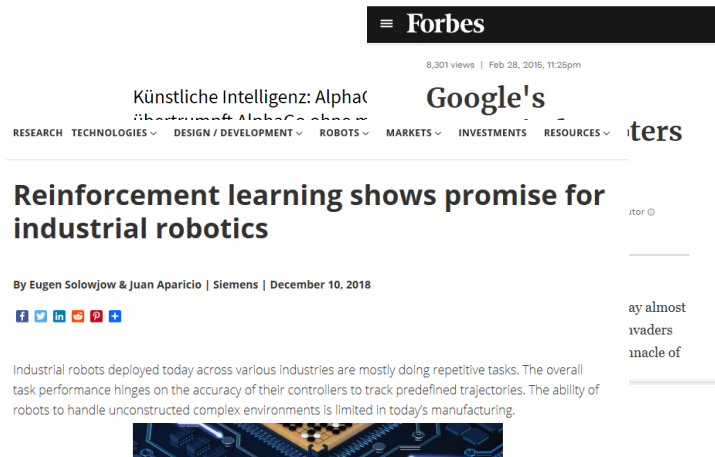 Forbes
8,301 views | Feb 28, 2015, 11:25pm
Künstliche Intelligenz: Alpha
Google's
RESEARCH TECHNOLOGIES DESIGN / DEVELOPMENT ROBOTS MARKETS INVESTMENTS RESOURCES
ters
Reinforcement learning shows promise for
industrial robotics
utor
By Eugen Solowjow & Juan Aparicio | Siemens | December 10, 2018
ay almost
nvaders
nnacle of
Industrial robots deployed today across various industries are mostly doing repetitive tasks. The overall
task performance hinges on the accuracy of their controllers to track predefined trajectories. The ability of
robots to handle unconstructed complex environments is limited in today's manufacturing.